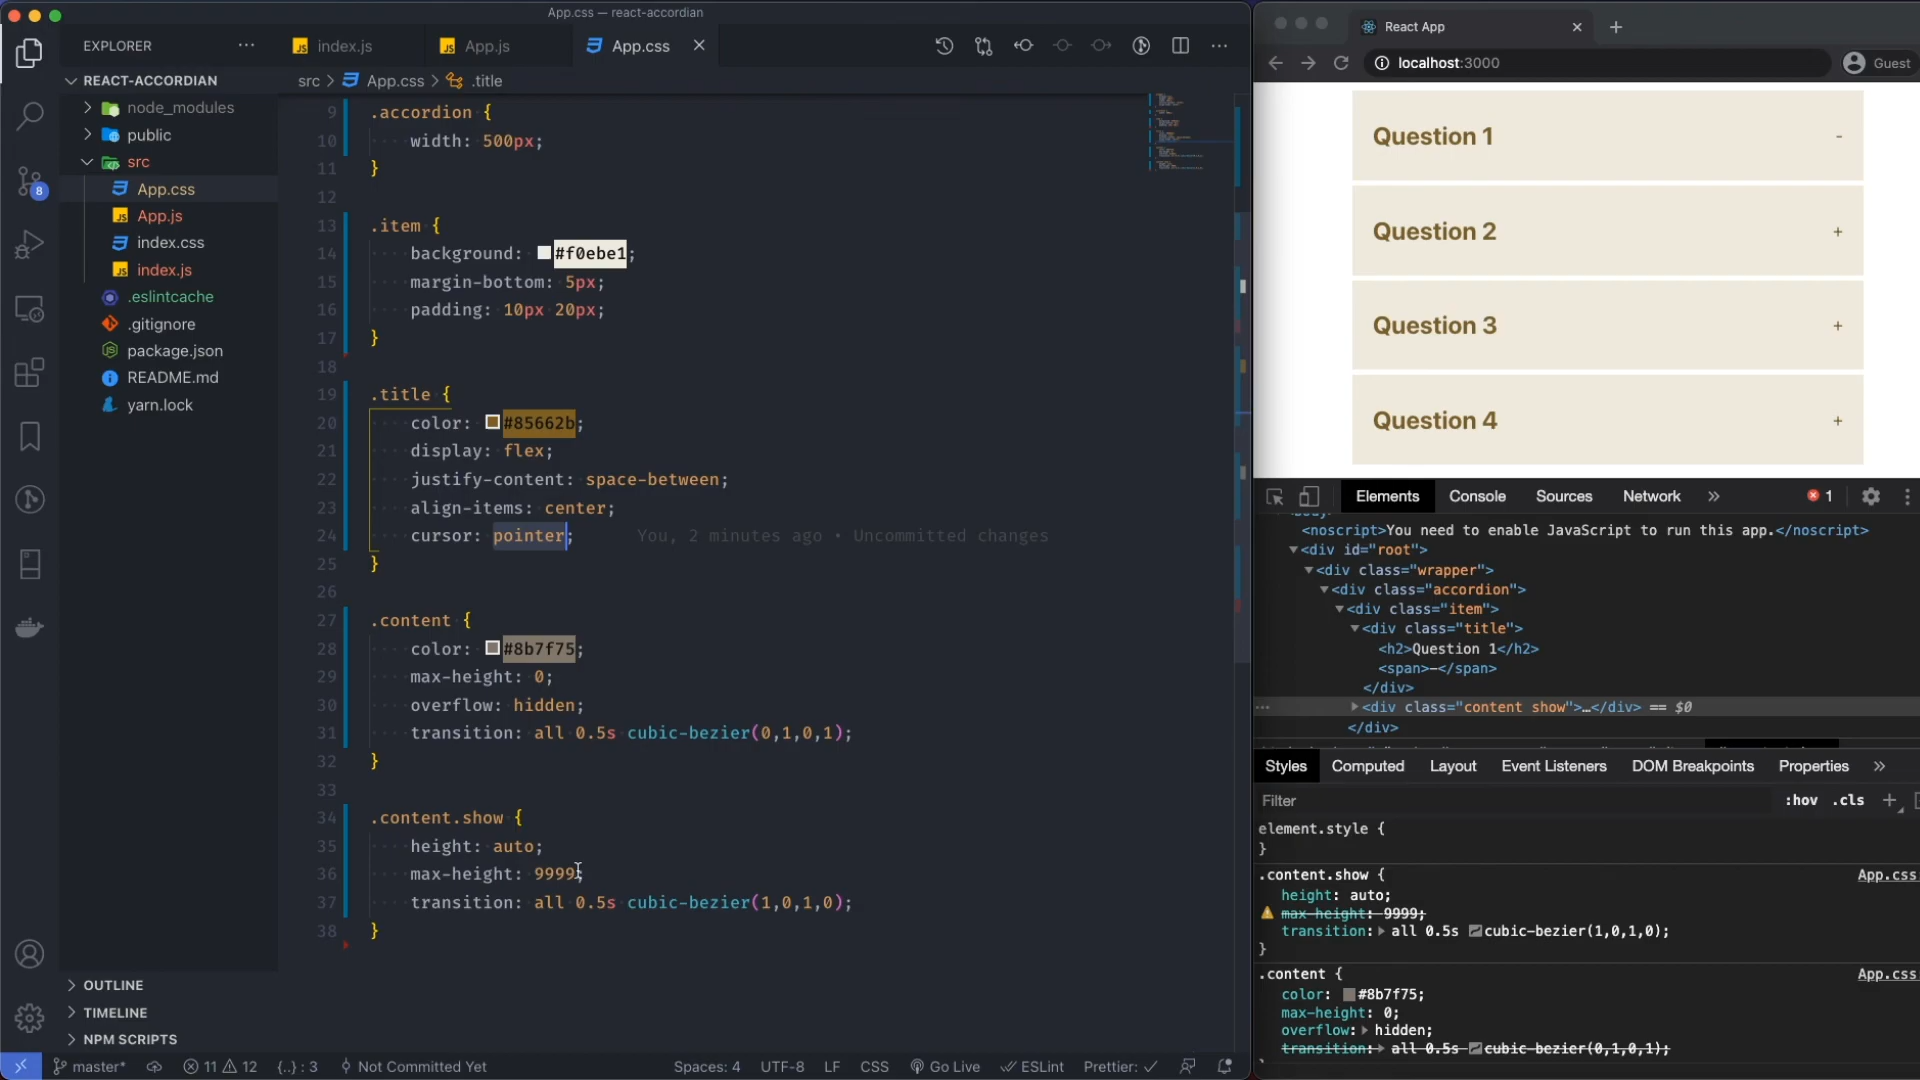 App.css — react-accordian
EXPLORER
index.js
App.js
App.css
REACT-ACCORDIAN
node_modules
public
src
App.css
App.js
index.css
index.js
.eslintcache
.gitignore
package.json
README.md
yarn.lock
8
OUTLINE
TIMELINE
NPM SCRIPTS
src > App.css > .title
9 .accordion {
10 width: 500px;
11 }
12
13 .item {
14 background: #f0ebe1;
15 margin-bottom: 5px;
16 padding: 10px 20px;
17 }
18
19 .title {
20 color: #85662b;
21 display: flex;
22 justify-content: space-between;
23 align-items: center;
24 cursor: pointer; You, 2 minutes ago • Uncommitted changes
25 }
26
27 .content {
28 color: #8b7f75;
29 max-height: 0;
30 overflow: hidden;
31 transition: all 0.5s cubic-bezier(0,1,0,1);
32 }
33
34 .content.show {
35 height: auto;
36 max-height: 9999;
37 transition: all 0.5s cubic-bezier(1,0,1,0);
38 }
master* 11 12 {..} : 3 Not Committed Yet Spaces: 4 UTF-8 LF CSS Go Live ESLint Prettier: ✓
React App
localhost:3000
Guest
Question 1 -
Question 2 +
Question 3 +
Question 4 +
Elements Console Sources Network » 1
<noscript>You need to enable JavaScript to run this app.</noscript>
<div id="root">
<div class="wrapper">
<div class="accordion">
<div class="item">
<div class="title">
<h2>Question 1</h2>
<span>-</span>
</div>
<div class="content show">…</div> == $0
</div>
Styles Computed Layout Event Listeners DOM Breakpoints Properties »
Filter :hov .cls +
element.style {
}
.content.show { App.css:
height: auto;
max-height: 9999;
transition: all 0.5s cubic-bezier(1,0,1,0);
}
.content { App.css:
color: #8b7f75;
max-height: 0;
overflow: hidden;
transition: all 0.5s cubic-bezier(0,1,0,1);